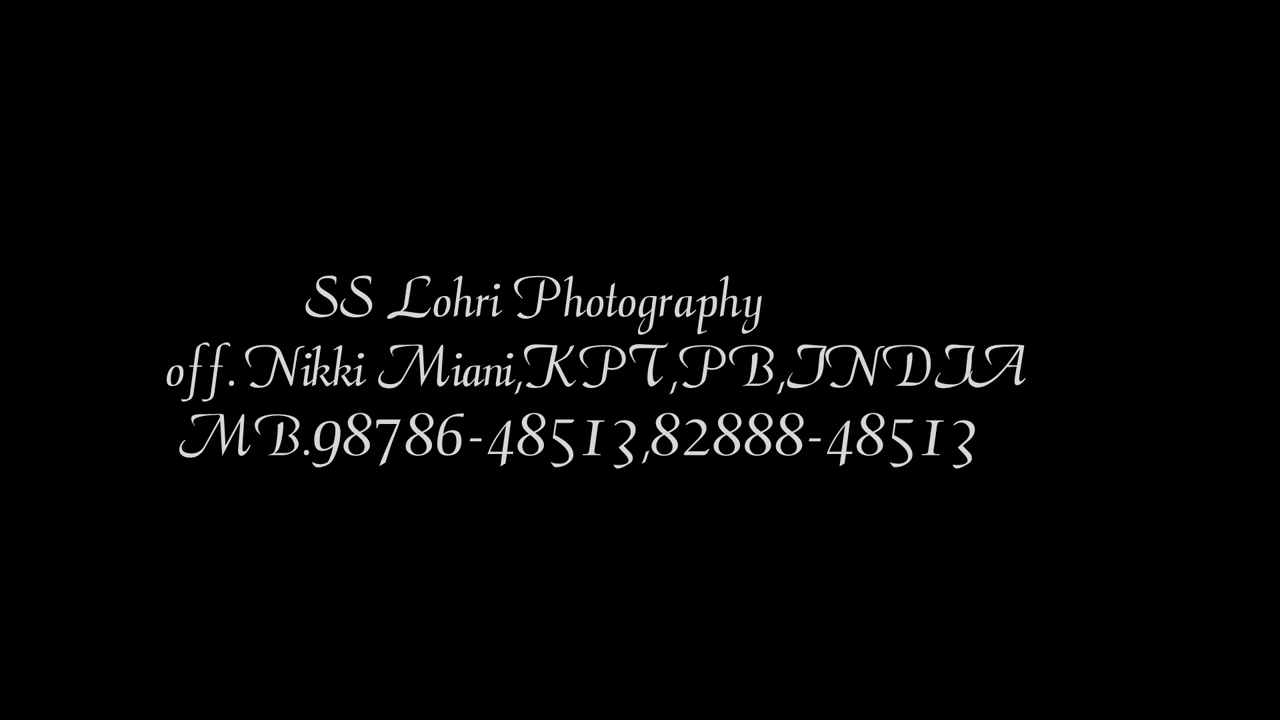 SS Lohri Photography
off. Nikki Miani,KPT,PB,INDIA
MB.98786-48513,82888-48513